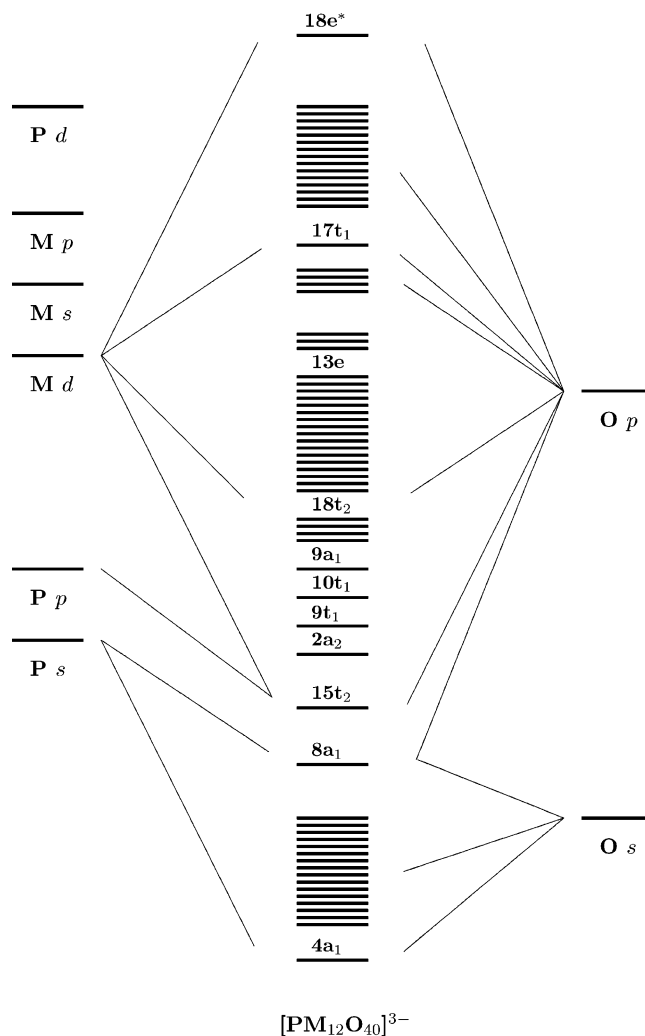 18e*
P d
17t₁
M p
M s
13e
M d
O p
18t₂
9a₁
10t₁
P p
9t₁
2a₂
P s
15t₂
8a₁
O s
4a₁
[PM₁₂O₄₀]³⁻